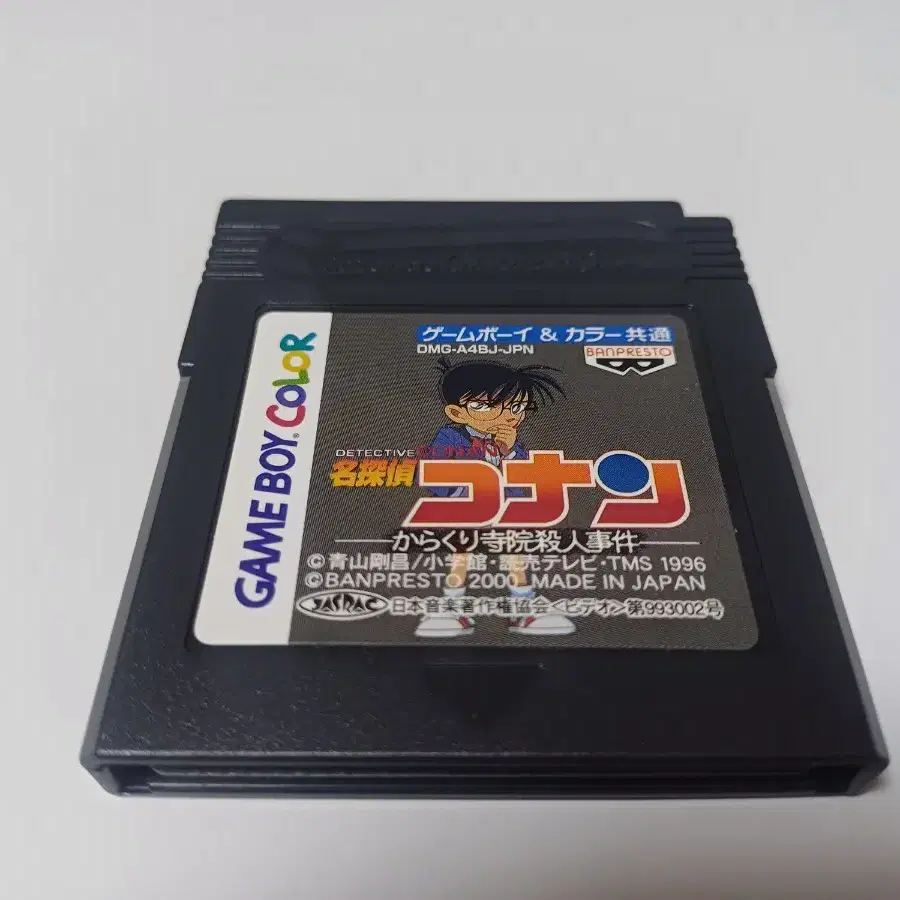 GAME BOY COLOR
ゲームボーイ & カラー共通
DMG-A4BJ-JPN
BANPRESTO
DETECTIVE CONAN
名探偵コナン
からくり寺院殺人事件
©青山剛昌/小学館・読売テレビ・TMS 1996
©BANPRESTO 2000 MADE IN JAPAN
JASRAC 日本音楽著作権協会<ビデオ>第993002号